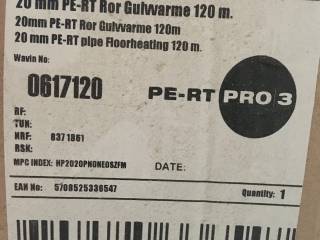 20 mm PE-RT Rør Gulvvarme 120 m.
20mm PE-RT Ror Gulvvarme 120m
20 mm PE-RT pipe Floorheating 120 m.
Wavin No:
0617120
PE-RT PRO 3
RF:
TUN:
NRF: 8371861
RSK:
MPC INDEX: HP2020PNONE0SZFM
DATE:
EAN No: 5708525330547
Quantity: 1